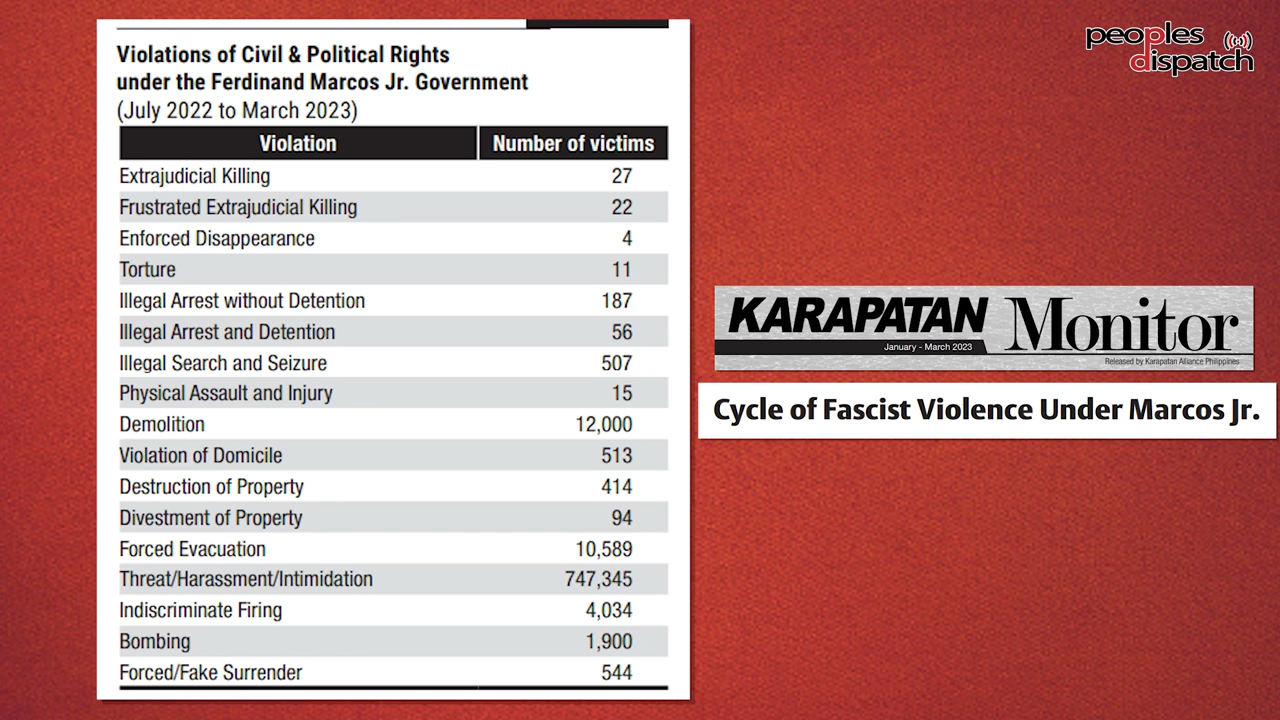 Violations of Civil & Political Rights
under the Ferdinand Marcos Jr. Government
(July 2022 to March 2023)
Violation Number of victims
Extrajudicial Killing 27
Frustrated Extrajudicial Killing 22
Enforced Disappearance 4
Torture 11
Illegal Arrest without Detention 187
Illegal Arrest and Detention 56
Illegal Search and Seizure 507
Physical Assault and Injury 15
Demolition 12,000
Violation of Domicile 513
Destruction of Property 414
Divestment of Property 94
Forced Evacuation 10,589
Threat/Harassment/Intimidation 747,345
Indiscriminate Firing 4,034
Bombing 1,900
Forced/Fake Surrender 544
peoples
dispatch
KARAPATAN Monitor
January - March 2023
Released by Karapatan Alliance Philippines
Cycle of Fascist Violence Under Marcos Jr.